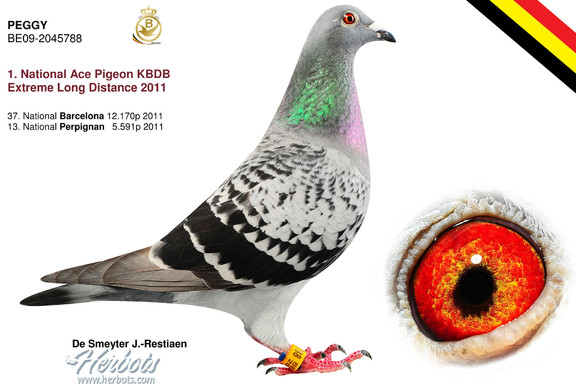 PEGGY
BE09-2045788
1. National Ace Pigeon KBDB
Extreme Long Distance 2011
37. National Barcelona 12.170p 2011
13. National Perpignan 5.591p 2011
De Smeyter J.-Restiaen
Herbots
www.herbots.com